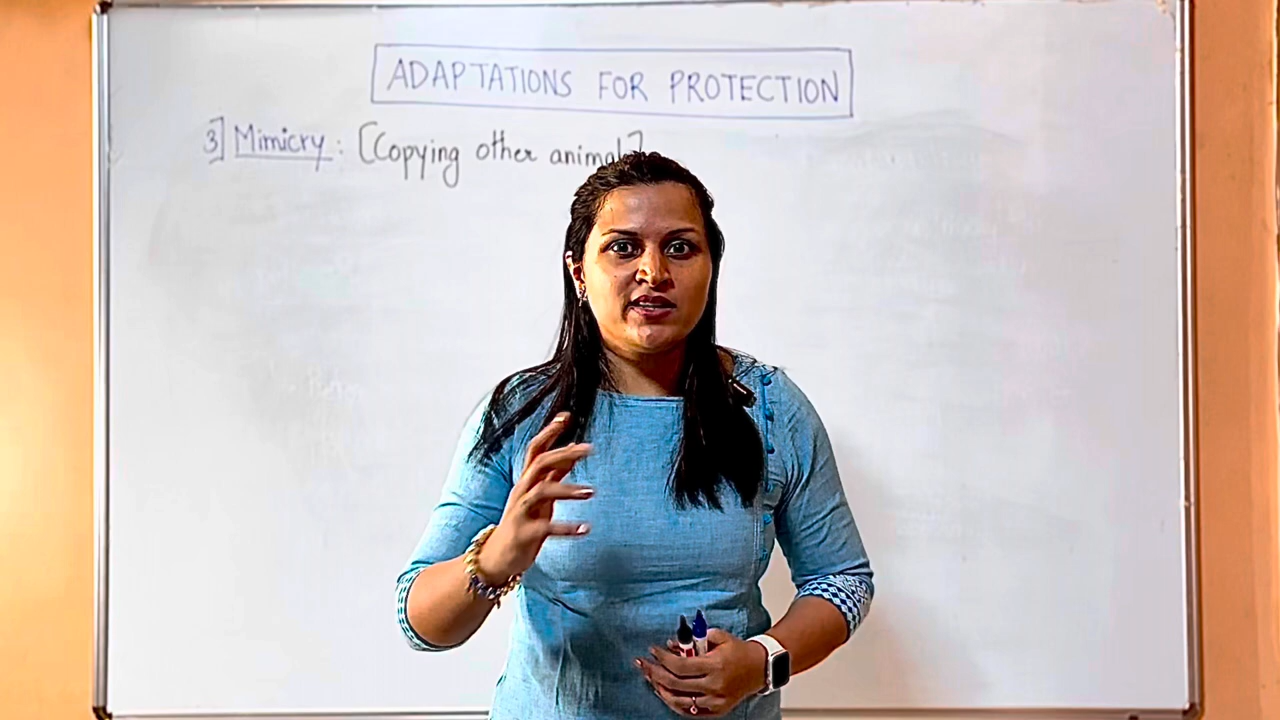 ADAPTATIONS FOR PROTECTION
3] Mimicry : [Copying other animal]